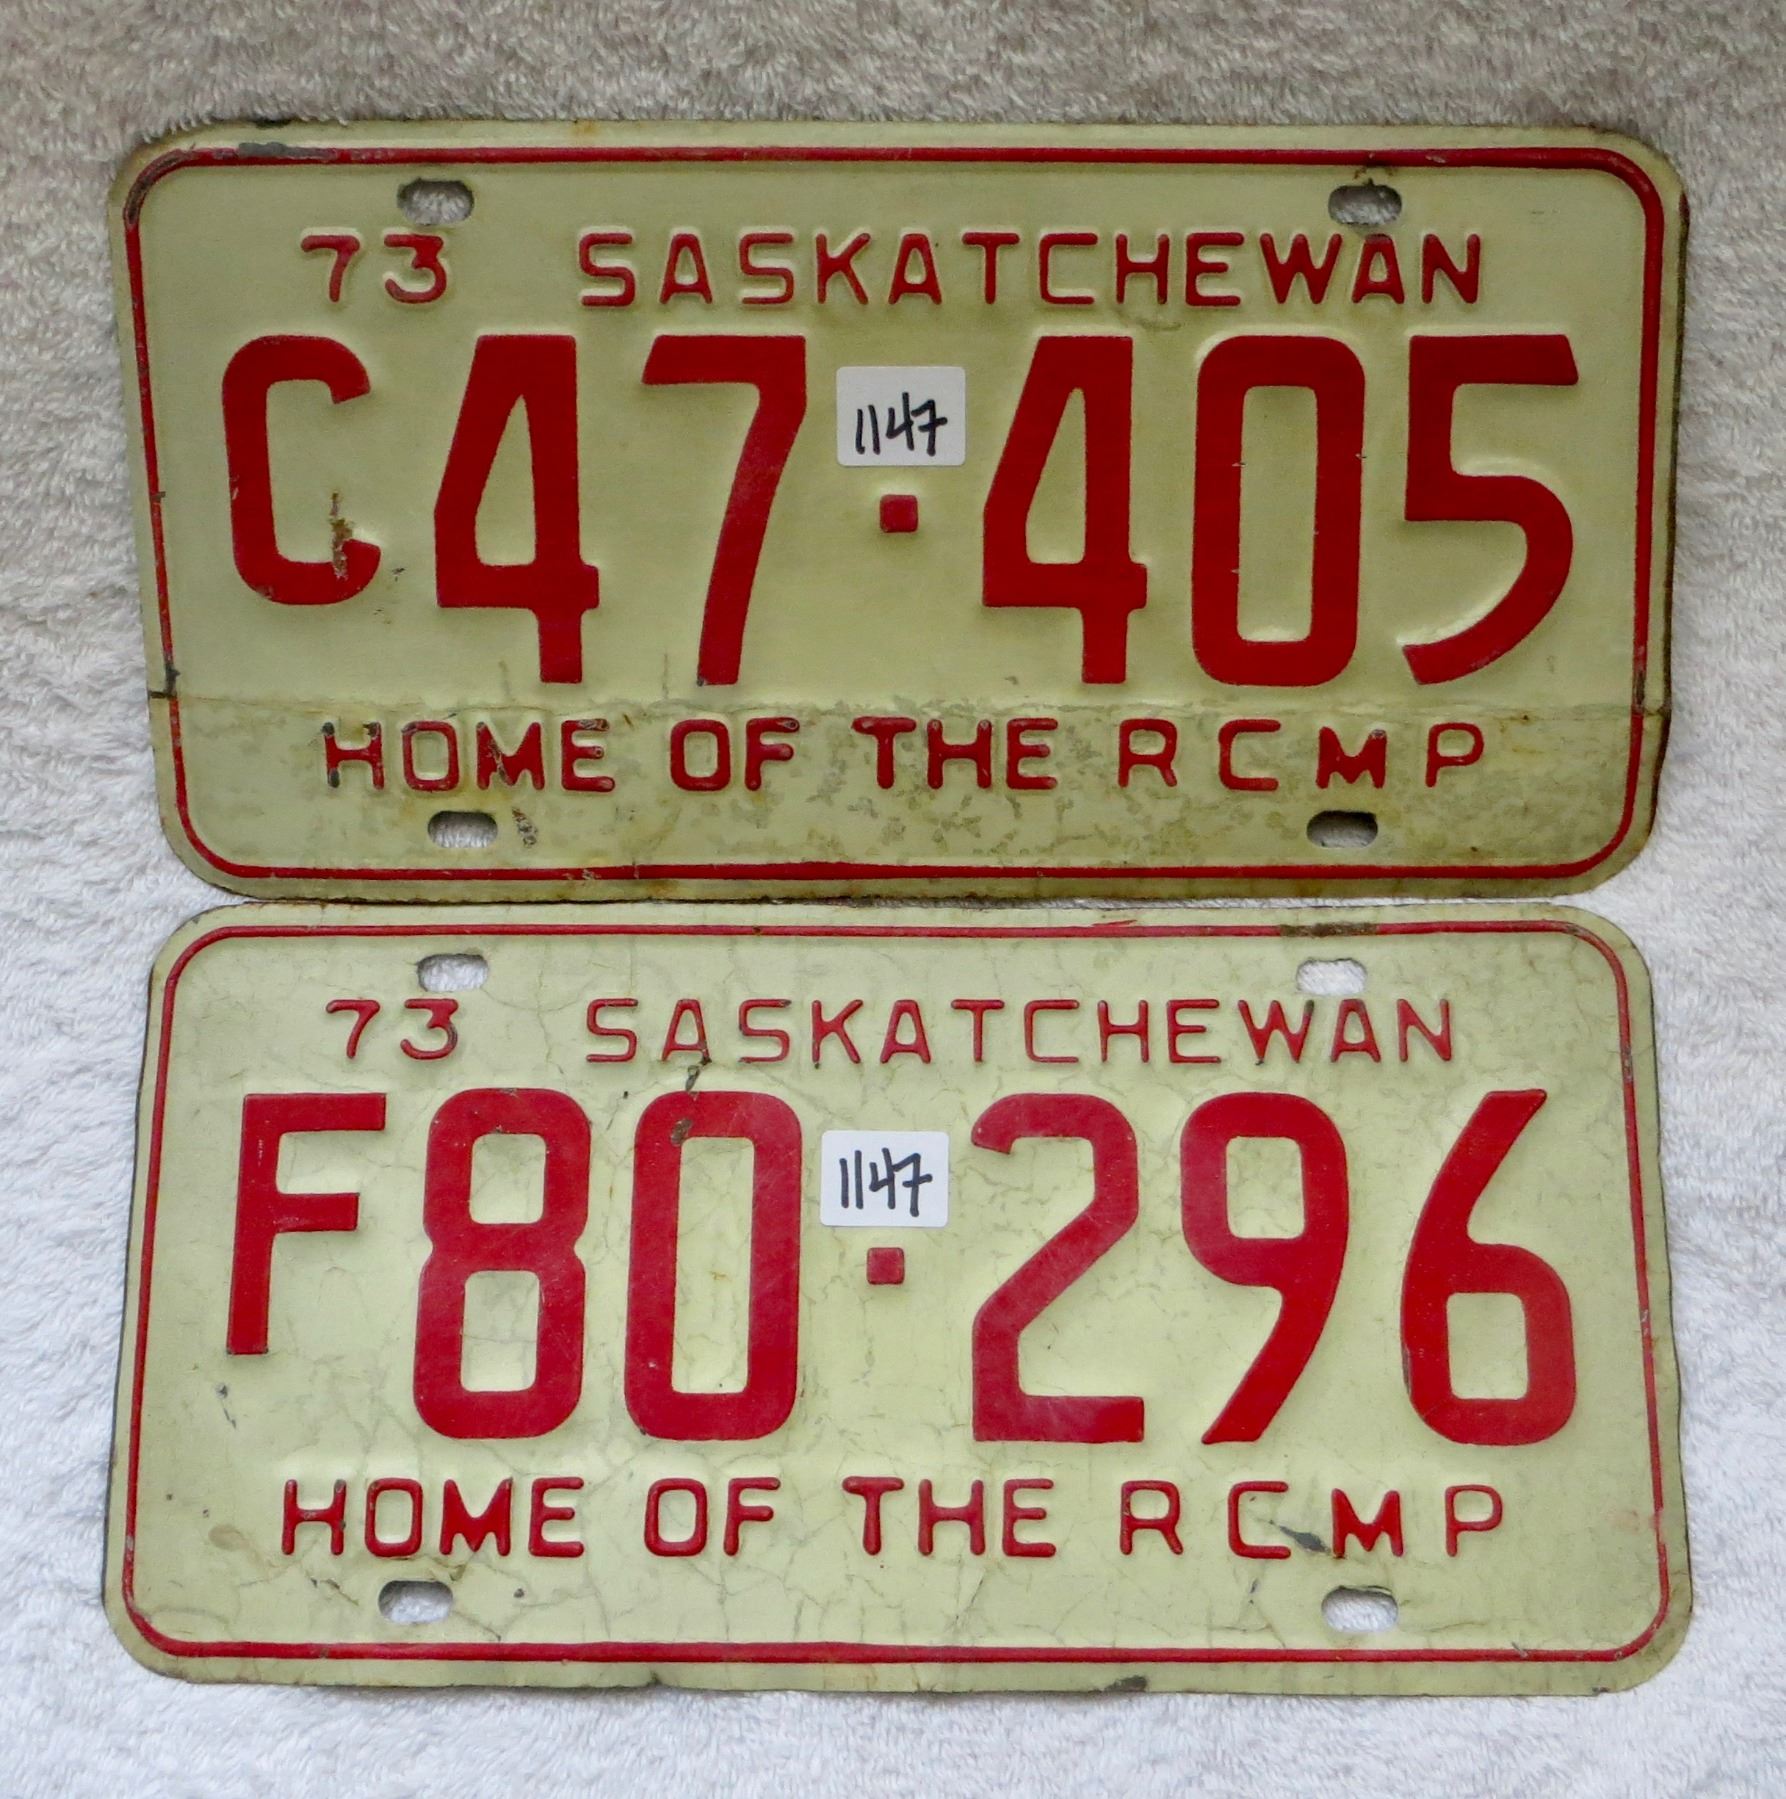 73 SASKATCHEWAN
1147
C47·405
HOME OF THE RCMP
73 SASKATCHEWAN
1147
F80·296
HOME OF THE RCMP